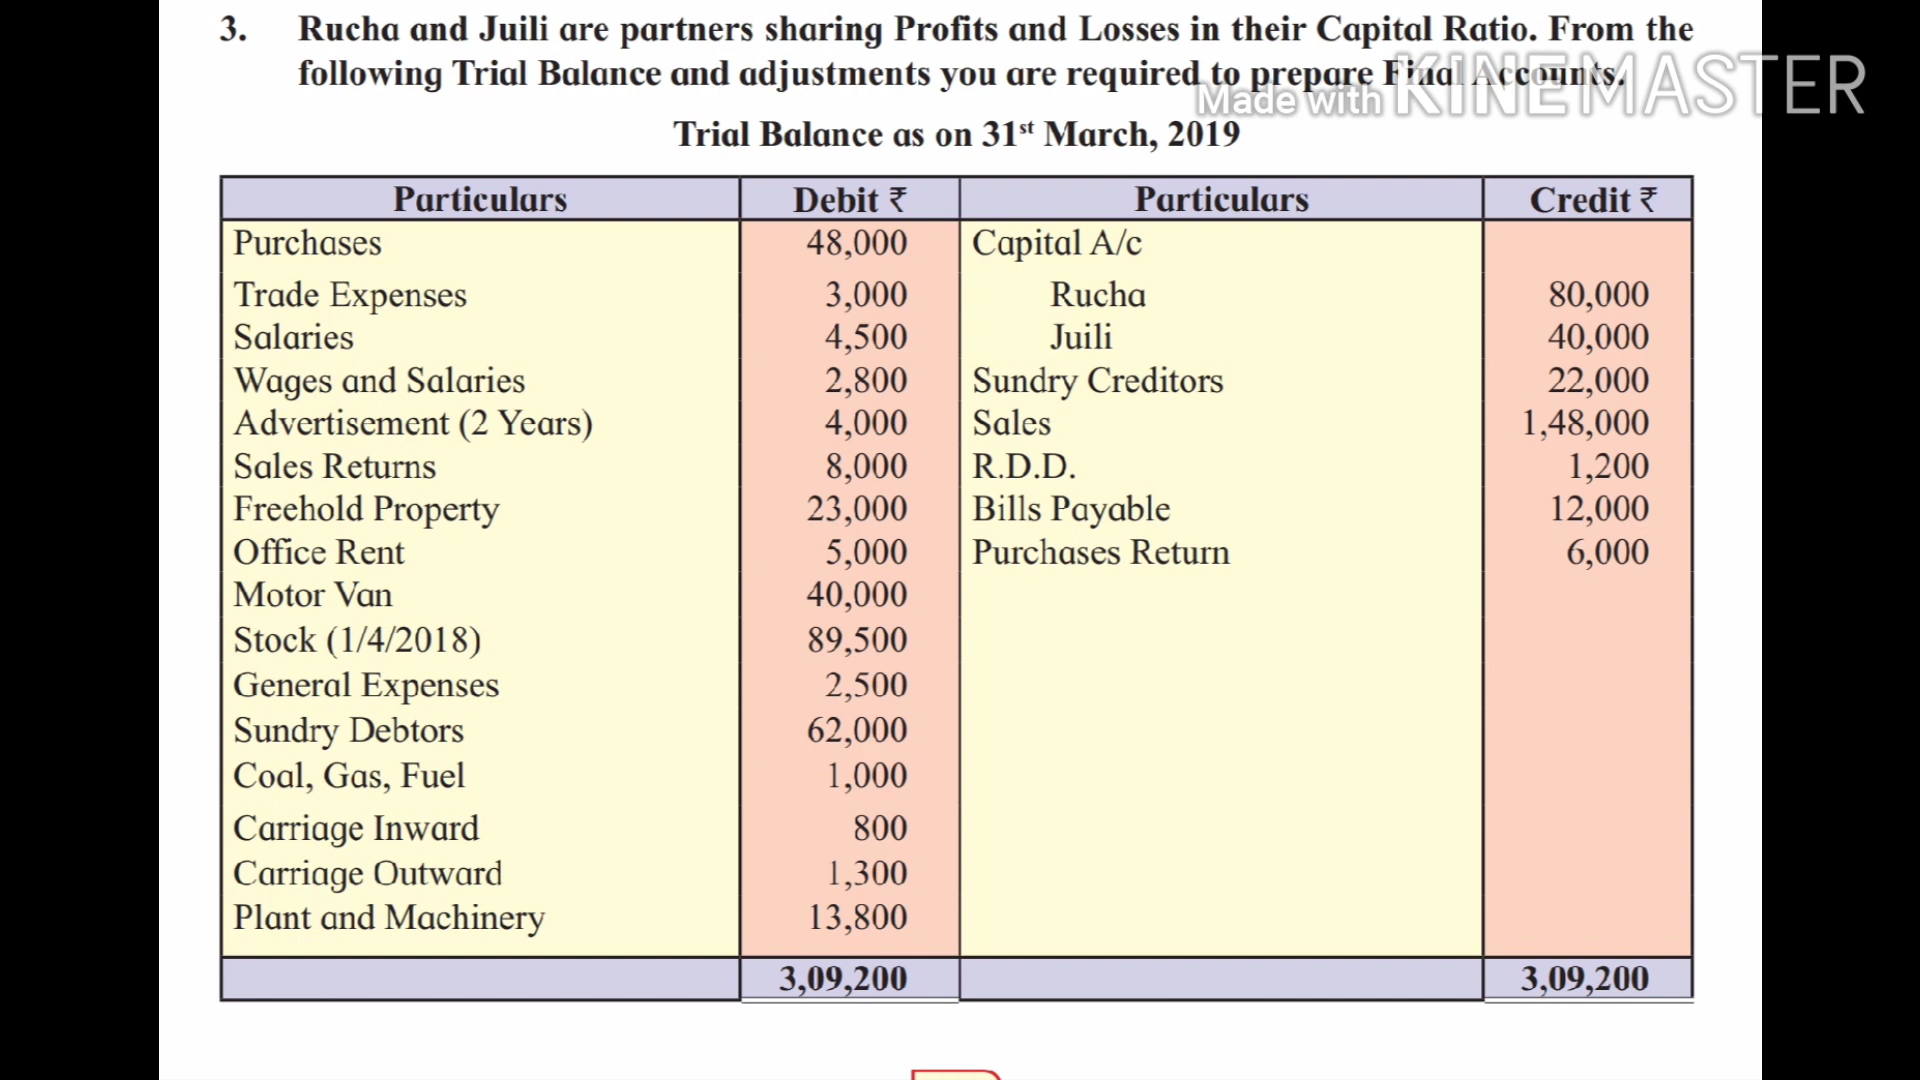 3. Rucha and Juili are partners sharing Profits and Losses in their Capital Ratio. From the
following Trial Balance and adjustments you are required to prepare Final Accounts.
Made with KINEMASTER
Trial Balance as on 31st March, 2019
Particulars Debit ₹ Particulars Credit ₹
Purchases 48,000 Capital A/c
Trade Expenses 3,000 Rucha 80,000
Salaries 4,500 Juili 40,000
Wages and Salaries 2,800 Sundry Creditors 22,000
Advertisement (2 Years) 4,000 Sales 1,48,000
Sales Returns 8,000 R.D.D. 1,200
Freehold Property 23,000 Bills Payable 12,000
Office Rent 5,000 Purchases Return 6,000
Motor Van 40,000
Stock (1/4/2018) 89,500
General Expenses 2,500
Sundry Debtors 62,000
Coal, Gas, Fuel 1,000
Carriage Inward 800
Carriage Outward 1,300
Plant and Machinery 13,800
3,09,200 3,09,200